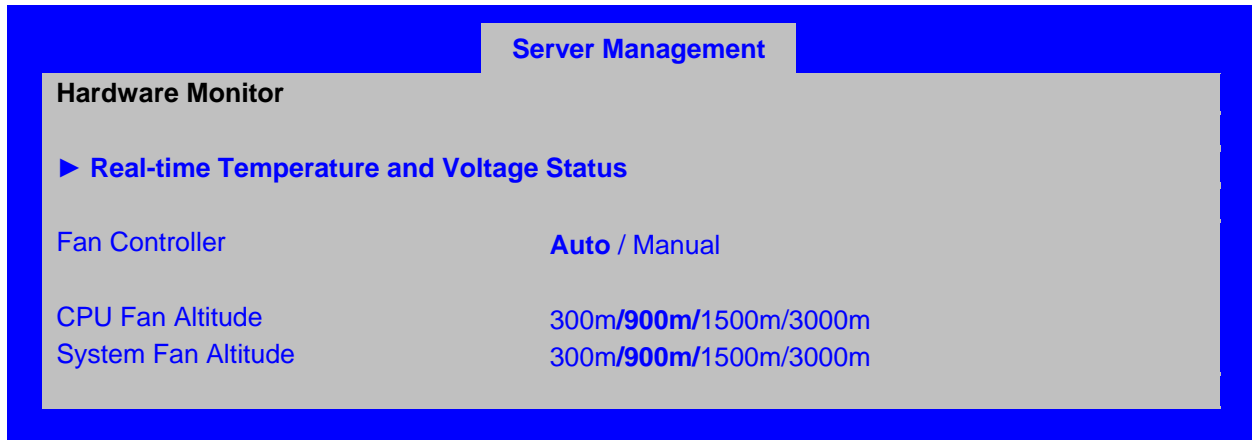 Server Management
Hardware Monitor
► Real-time Temperature and Voltage Status
Fan Controller Auto / Manual
CPU Fan Altitude 300m/900m/1500m/3000m
System Fan Altitude 300m/900m/1500m/3000m